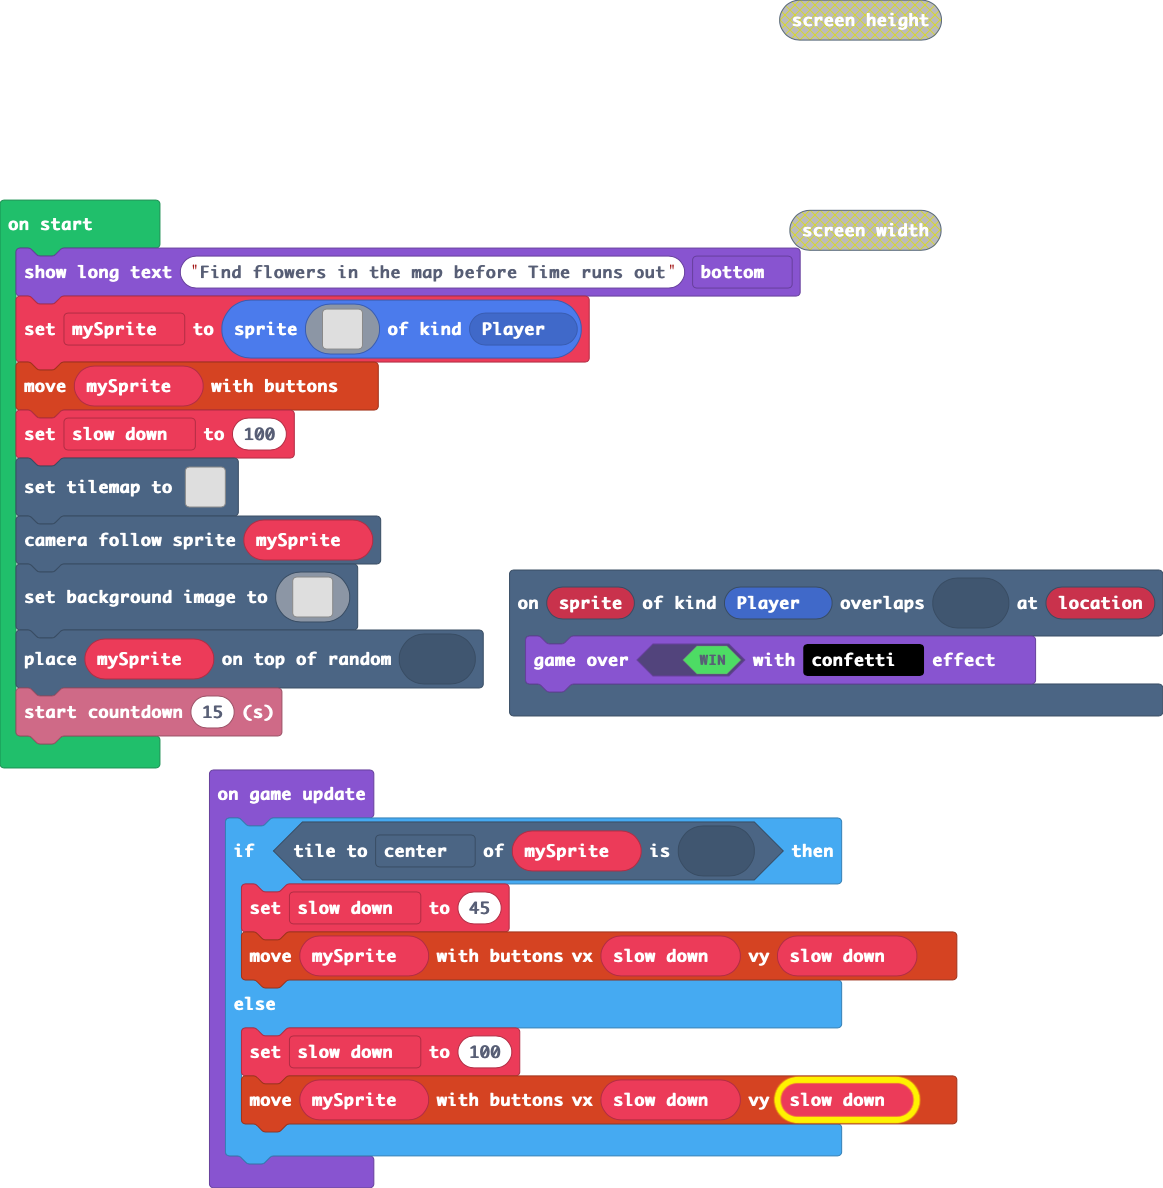 screen height
on start
screen width
show long text "Find flowers in the map before Time runs out" bottom
set mySprite to sprite of kind Player
move mySprite with buttons
set slow down to 100
set tilemap to
camera follow sprite mySprite
set background image to
on sprite of kind Player overlaps at location
place mySprite on top of random
game over WIN with confetti effect
start countdown 15 (s)
on game update
if tile to center of mySprite is then
set slow down to 45
move mySprite with buttons vx slow down vy slow down
else
set slow down to 100
move mySprite with buttons vx slow down vy slow down